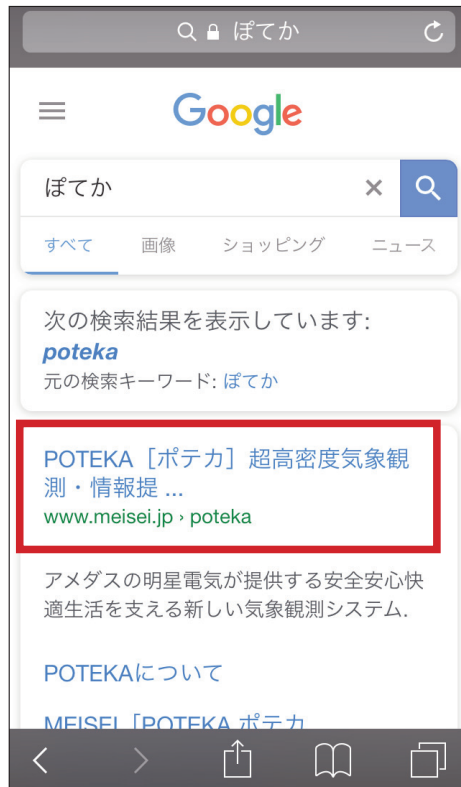 ぽてか
Google
ぽてか
すべて 画像 ショッピング ニュース
次の検索結果を表示しています:
poteka
元の検索キーワード: ぽてか
POTEKA［ポテカ］超高密度気象観
測・情報提 ...
www.meisei.jp › poteka
アメダスの明星電気が提供する安全安心快
適生活を支える新しい気象観測システム.
POTEKAについて
MEISEI「POTEKA ポテカ